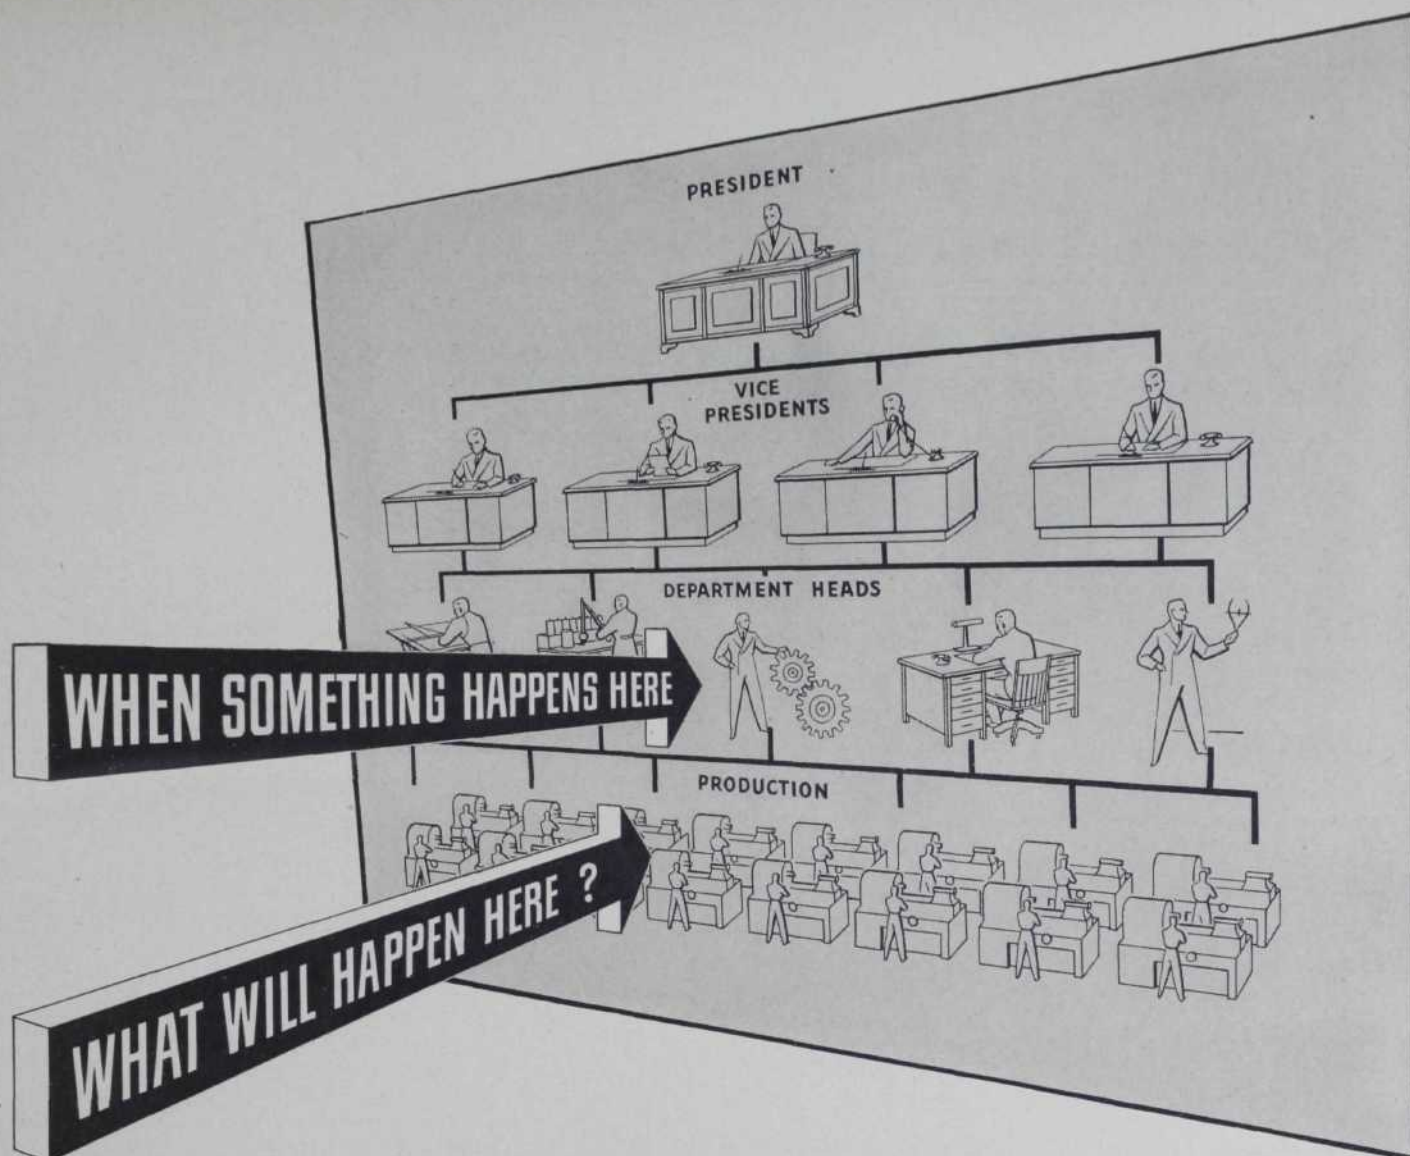 PRESIDENT
VICE
PRESIDENTS
DEPARTMENT HEADS
WHEN SOMETHING HAPPENS HERE
PRODUCTION
WHAT WILL HAPPEN HERE ?